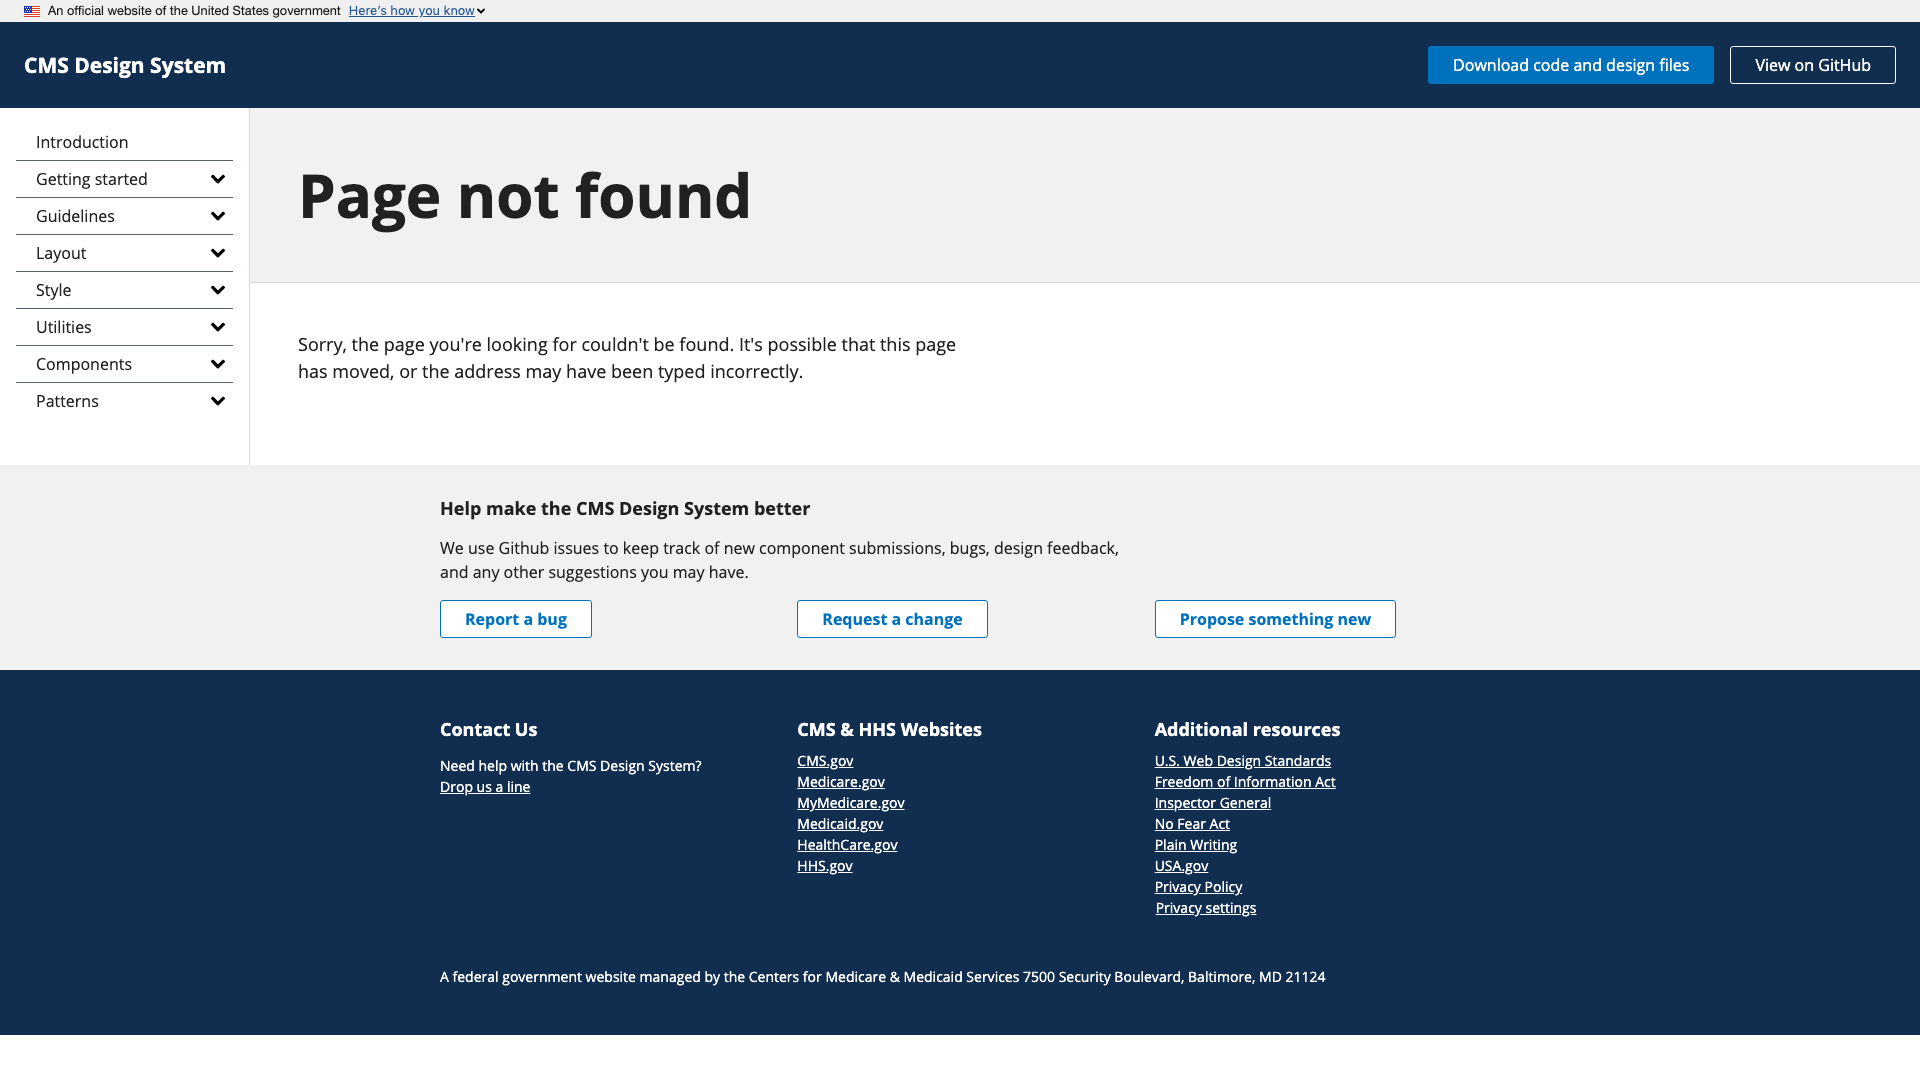 An official website of the United States government Here's how you know
CMS Design System
Download code and design files
View on GitHub
Introduction
Getting started
Guidelines
Layout
Style
Utilities
Components
Patterns
Page not found
Sorry, the page you're looking for couldn't be found. It's possible that this page
has moved, or the address may have been typed incorrectly.
Help make the CMS Design System better
We use Github issues to keep track of new component submissions, bugs, design feedback,
and any other suggestions you may have.
Report a bug
Request a change
Propose something new
Contact Us
Need help with the CMS Design System?
Drop us a line
CMS & HHS Websites
CMS.gov
Medicare.gov
MyMedicare.gov
Medicaid.gov
HealthCare.gov
HHS.gov
Additional resources
U.S. Web Design Standards
Freedom of Information Act
Inspector General
No Fear Act
Plain Writing
USA.gov
Privacy Policy
Privacy settings
A federal government website managed by the Centers for Medicare & Medicaid Services 7500 Security Boulevard, Baltimore, MD 21124